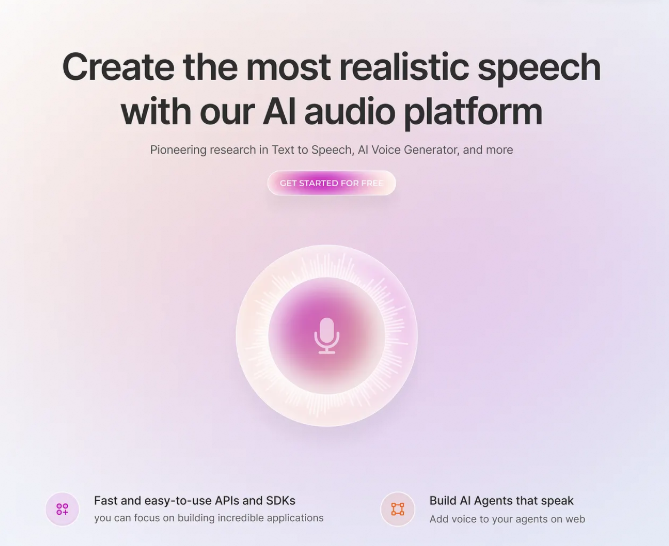 Create the most realistic speech
with our AI audio platform
Pioneering research in Text to Speech, AI Voice Generator, and more
GET STARTED FOR FREE
Fast and easy-to-use APIs and SDKs
you can focus on building incredible applications
Build AI Agents that speak
Add voice to your agents on web